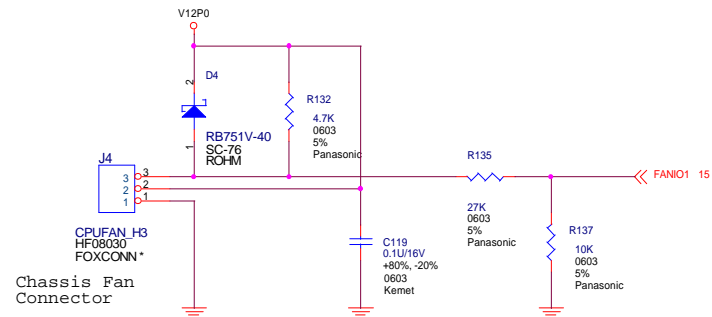 V12P0
2
D4
1
RB751V-40
SC-76
ROHM
R132
4.7K
0603
5%
Panasonic
J4
3
2
1
3
2
1
CPUFAN_H3
HF08030
FOXCONN*
Chassis Fan
Connector
C119
0.1U/16V
+80%, -20%
0603
Kemet
R135
27K
0603
5%
Panasonic
R137
10K
0603
5%
Panasonic
FANIO1 15